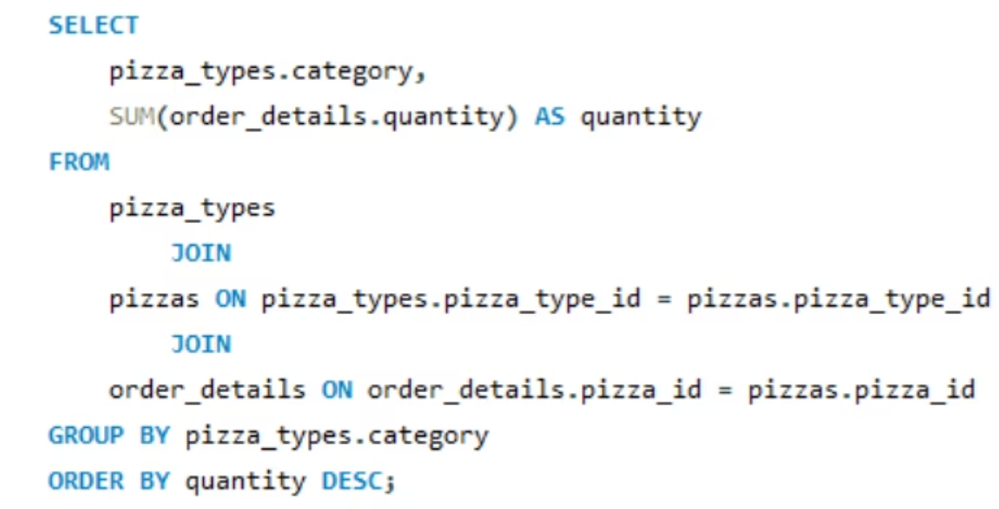 SELECT
pizza_types.category,
SUM(order_details.quantity) AS quantity
FROM
pizza_types
JOIN
pizzas ON pizza_types.pizza_type_id = pizzas.pizza_type_id
JOIN
order_details ON order_details.pizza_id = pizzas.pizza_id
GROUP BY pizza_types.category
ORDER BY quantity DESC;